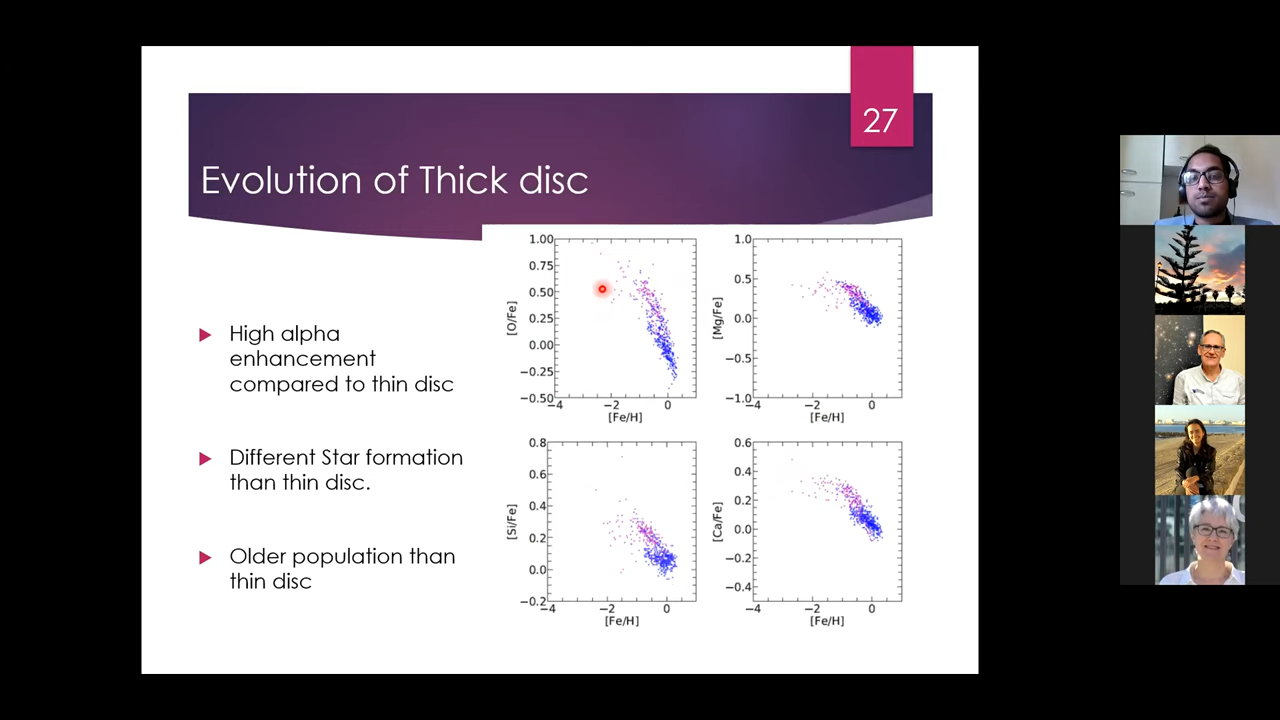 27
Evolution of Thick disc
High alpha
enhancement
compared to thin disc
Different Star formation
than thin disc.
Older population than
thin disc
1.00
0.75
0.50
0.25
0.00
−0.25
−0.50
[O/Fe]
−4
−2
0
[Fe/H]
1.0
0.5
0.0
−0.5
−1.0
[Mg/Fe]
−4
−2
0
[Fe/H]
0.8
0.6
0.4
0.2
0.0
−0.2
[Si/Fe]
−4
−2
0
[Fe/H]
0.6
0.4
0.2
0.0
−0.2
−0.4
[Ca/Fe]
−4
−2
0
[Fe/H]